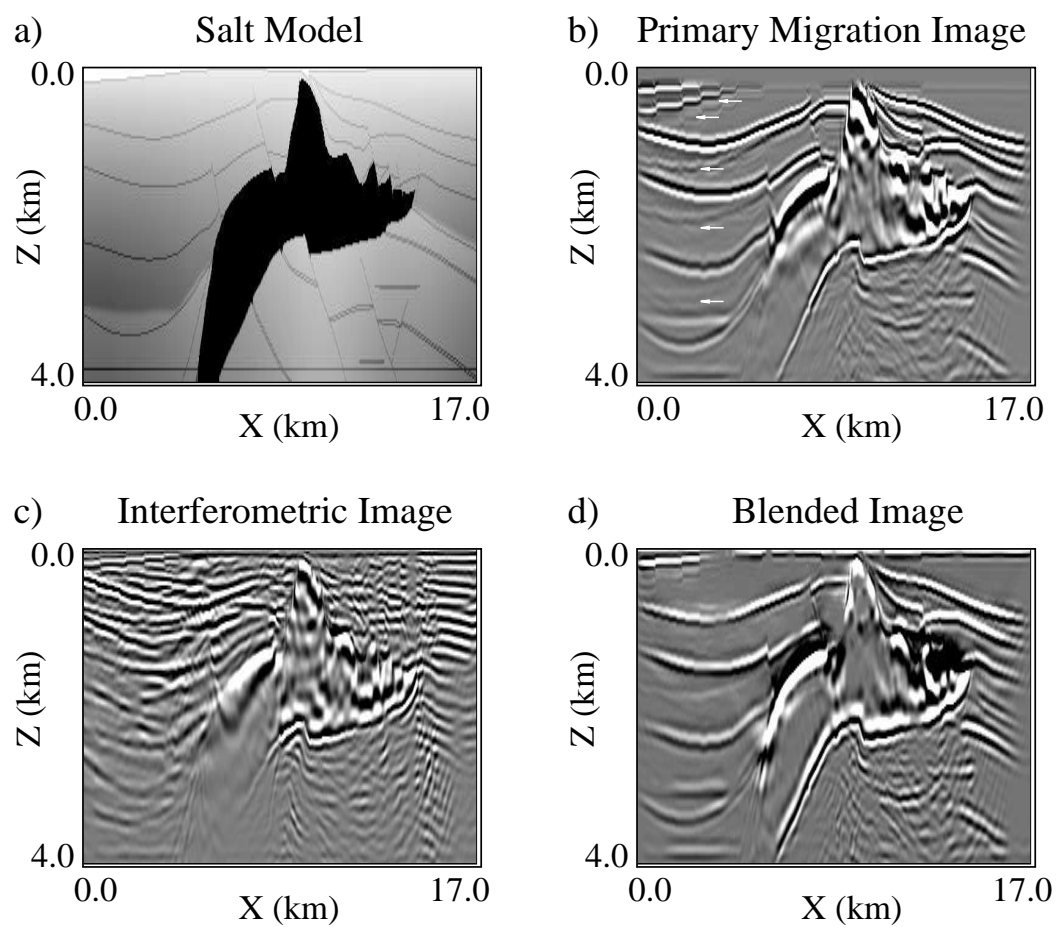 a) Salt Model
0.0
Z (km)
4.0
0.0 17.0
X (km)
b) Primary Migration Image
0.0
Z (km)
4.0
0.0 17.0
X (km)
c) Interferometric Image
0.0
Z (km)
4.0
0.0 17.0
X (km)
d) Blended Image
0.0
Z (km)
4.0
0.0 17.0
X (km)